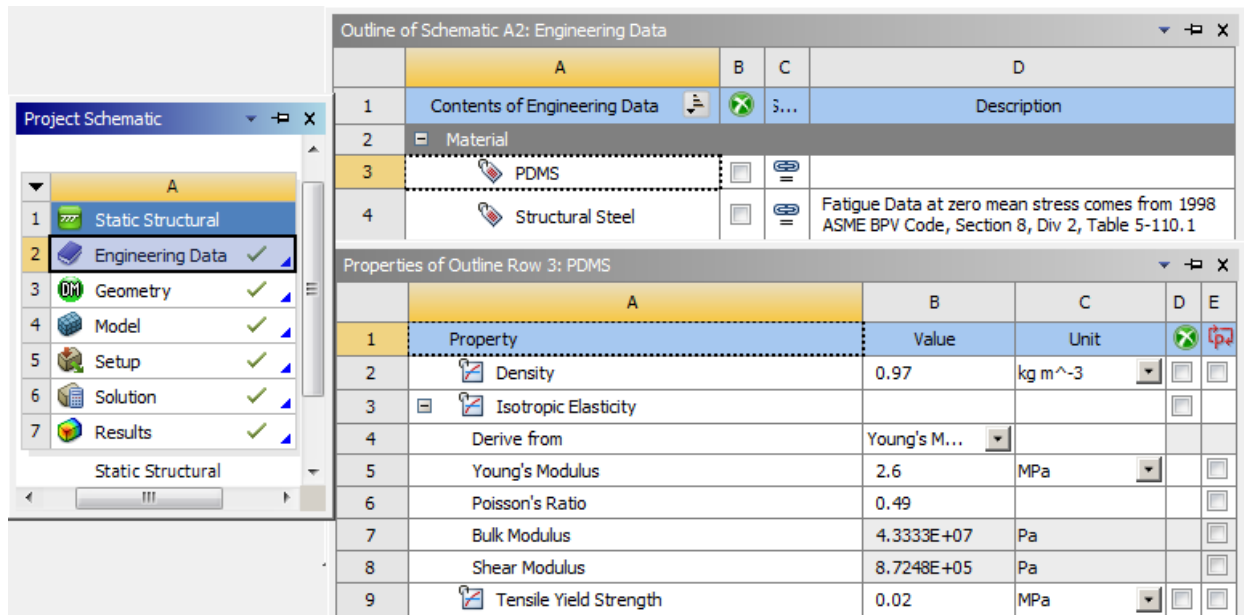 Project Schematic
A
1 Static Structural
2 Engineering Data
3 Geometry
4 Model
5 Setup
6 Solution
7 Results
Static Structural
Outline of Schematic A2: Engineering Data
A B C D
1 Contents of Engineering Data S... Description
2 Material
3 PDMS
4 Structural Steel Fatigue Data at zero mean stress comes from 1998
ASME BPV Code, Section 8, Div 2, Table 5-110.1
Properties of Outline Row 3: PDMS
A B C D E
1 Property Value Unit
2 Density 0.97 kg m^-3
3 Isotropic Elasticity
4 Derive from Young's M...
5 Young's Modulus 2.6 MPa
6 Poisson's Ratio 0.49
7 Bulk Modulus 4.3333E+07 Pa
8 Shear Modulus 8.7248E+05 Pa
9 Tensile Yield Strength 0.02 MPa